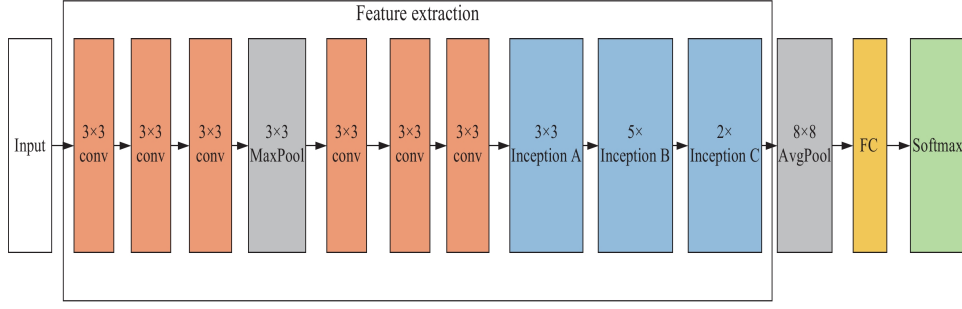 Feature extraction
Input
3×3
conv
3×3
conv
3×3
conv
3×3
MaxPool
3×3
conv
3×3
conv
3×3
conv
3×3
Inception A
5×
Inception B
2×
Inception C
8×8
AvgPool
FC
Softmax